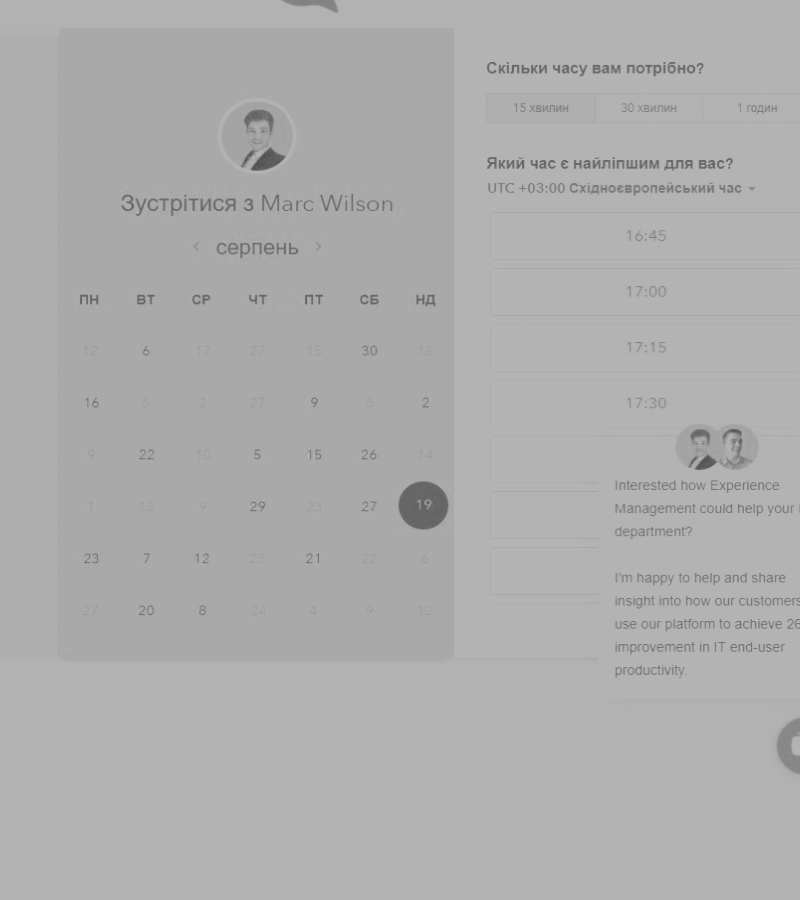 Зустрітися з Marc Wilson
серпень
ПН ВТ СР ЧТ ПТ СБ НД
12 6 17 27 15 30 18
16 5 2 27 9 8 2
9 22 10 5 15 26 14
1 13 9 29 23 27 19
23 7 12 28 21 22 6
27 20 8 24 4 9 12
Скільки часу вам потрібно?
15 хвилин 30 хвилин 1 годин
Який час є найліпшим для вас?
UTC +03:00 Східноєвропейський час
16:45
17:00
17:15
17:30
Interested how Experience
Management could help your
department?
I'm happy to help and share
insight into how our customers
use our platform to achieve 26
improvement in IT end-user
productivity.